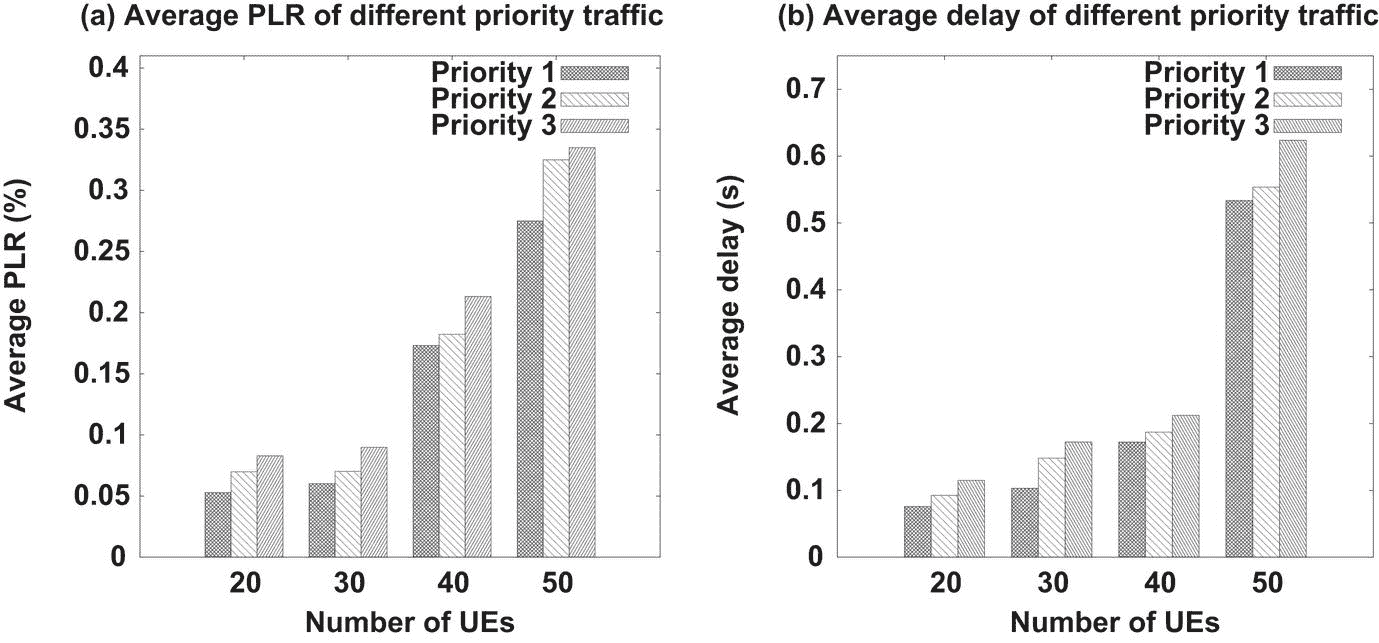 (a) Average PLR of different priority traffic
0.4
0.35
0.3
0.25
0.2
0.15
0.1
0.05
0
Average PLR (%)
Priority 1
Priority 2
Priority 3
20 30 40 50
Number of UEs
(b) Average delay of different priority traffic
0.7
0.6
0.5
0.4
0.3
0.2
0.1
0
Average delay (s)
Priority 1
Priority 2
Priority 3
20 30 40 50
Number of UEs